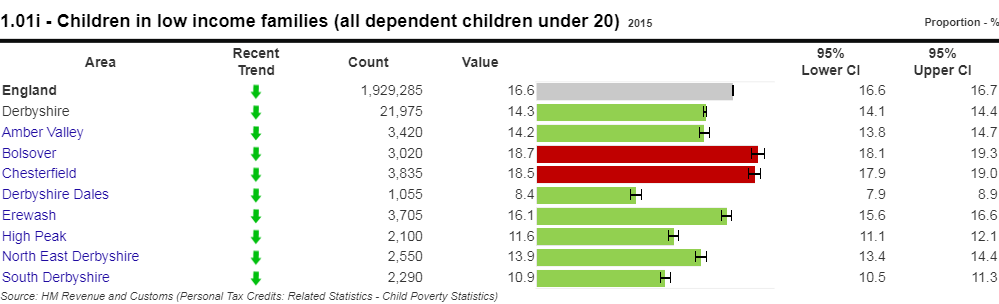 1.01i - Children in low income families (all dependent children under 20) 2015 Proportion - %
Area Recent Trend Count Value 95% Lower CI 95% Upper CI
England 1,929,285 16.6 16.6 16.7
Derbyshire 21,975 14.3 14.1 14.4
Amber Valley 3,420 14.2 13.8 14.7
Bolsover 3,020 18.7 18.1 19.3
Chesterfield 3,835 18.5 17.9 19.0
Derbyshire Dales 1,055 8.4 7.9 8.9
Erewash 3,705 16.1 15.6 16.6
High Peak 2,100 11.6 11.1 12.1
North East Derbyshire 2,550 13.9 13.4 14.4
South Derbyshire 2,290 10.9 10.5 11.3
Source: HM Revenue and Customs (Personal Tax Credits: Related Statistics - Child Poverty Statistics)